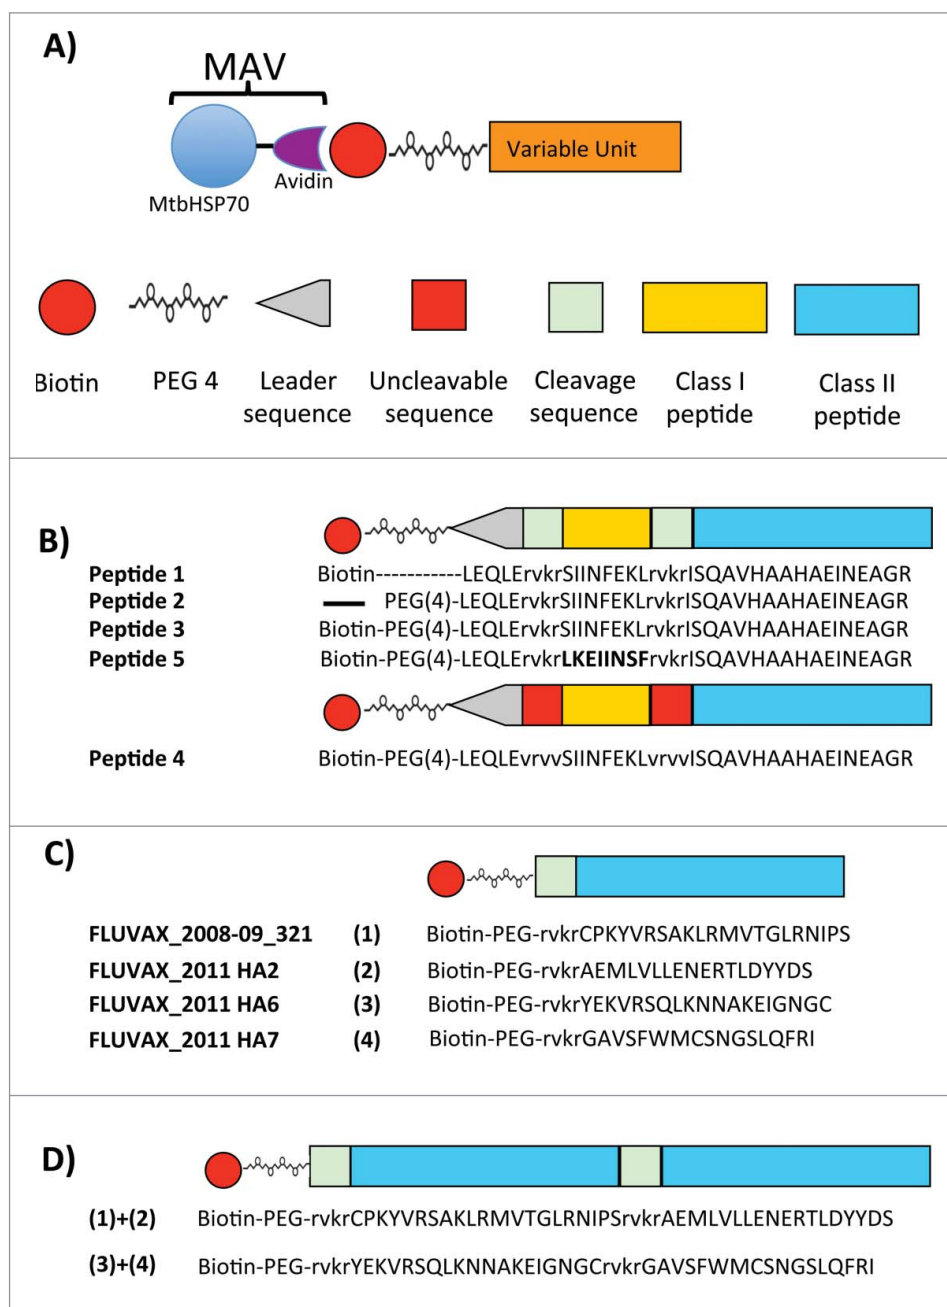 A)
MAV
Variable Unit
Avidin
MtbHSP70
Biotin PEG 4 Leader sequence Uncleavable sequence Cleavage sequence Class I peptide Class II peptide
B)
Peptide 1 Biotin-----------LEQLErvkrSIINFEKLrvkrISQAVHAAHAEINEAGR
Peptide 2 PEG(4)-LEQLErvkrSIINFEKLrvkrISQAVHAAHAEINEAGR
Peptide 3 Biotin-PEG(4)-LEQLErvkrSIINFEKLrvkrISQAVHAAHAEINEAGR
Peptide 5 Biotin-PEG(4)-LEQLErvkrLKEIINSFrvkrISQAVHAAHAEINEAGR
Peptide 4 Biotin-PEG(4)-LEQLEvrvvSIINFEKLvrvvISQAVHAAHAEINEAGR
C)
FLUVAX_2008-09_321 (1) Biotin-PEG-rvkrCPKYVRSAKLRMVTGLRNIPS
FLUVAX_2011 HA2 (2) Biotin-PEG-rvkrAEMLVLLENERTLDYYDS
FLUVAX_2011 HA6 (3) Biotin-PEG-rvkrYEKVRSQLKNNAKEIGNGC
FLUVAX_2011 HA7 (4) Biotin-PEG-rvkrGAVSFWMCSNGSLQFRI
D)
(1)+(2) Biotin-PEG-rvkrCPKYVRSAKLRMVTGLRNIPSrvkrAEMLVLLENERTLDYYDS
(3)+(4) Biotin-PEG-rvkrYEKVRSQLKNNAKEIGNGCrvkrGAVSFWMCSNGSLQFRI